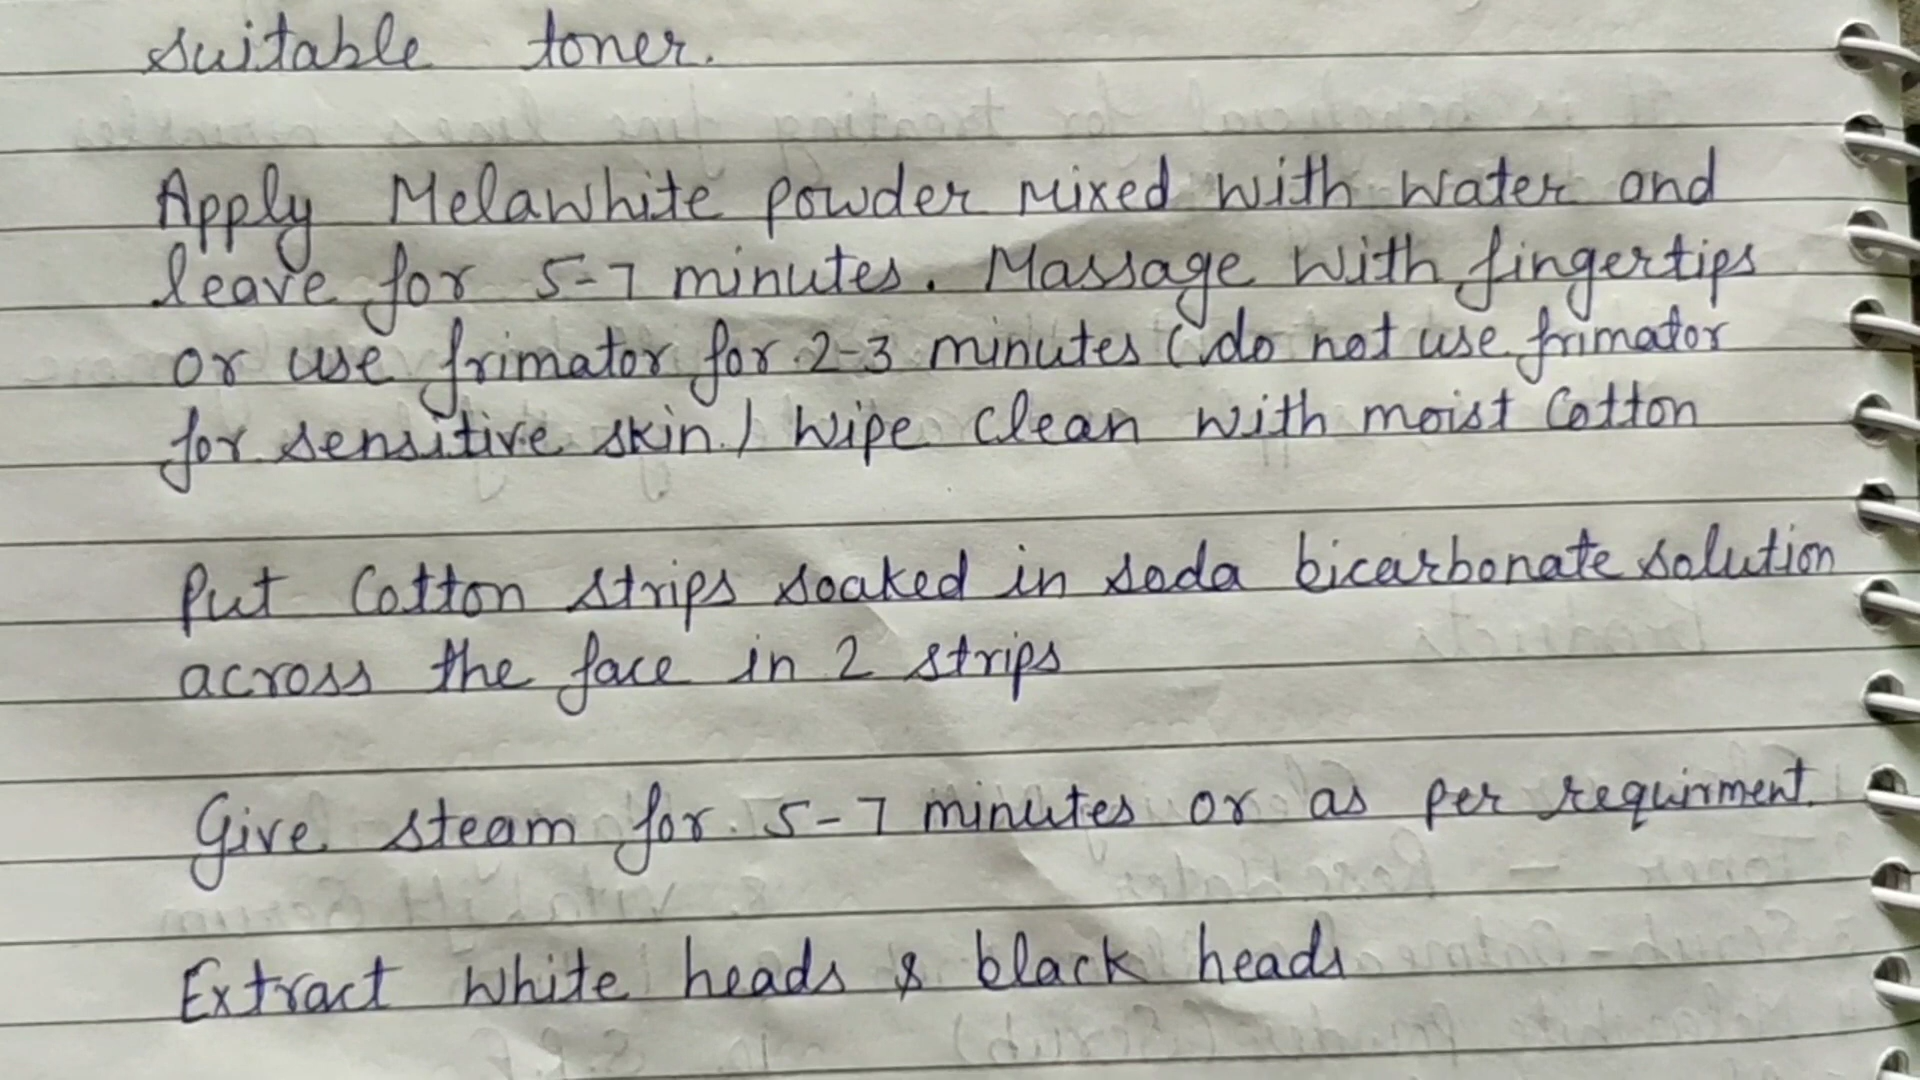 suitable toner.
Apply Melawhite powder mixed with water and
leave for 5-7 minutes. Massage with fingertips
or use frimator for 2-3 minutes (do not use frimator
for sensitive skin.) wipe clean with moist cotton
Put cotton strips soaked in soda bicarbonate solution
across the face in 2 strips
Give steam for 5-7 minutes or as per requirment.
Extract white heads & black heads